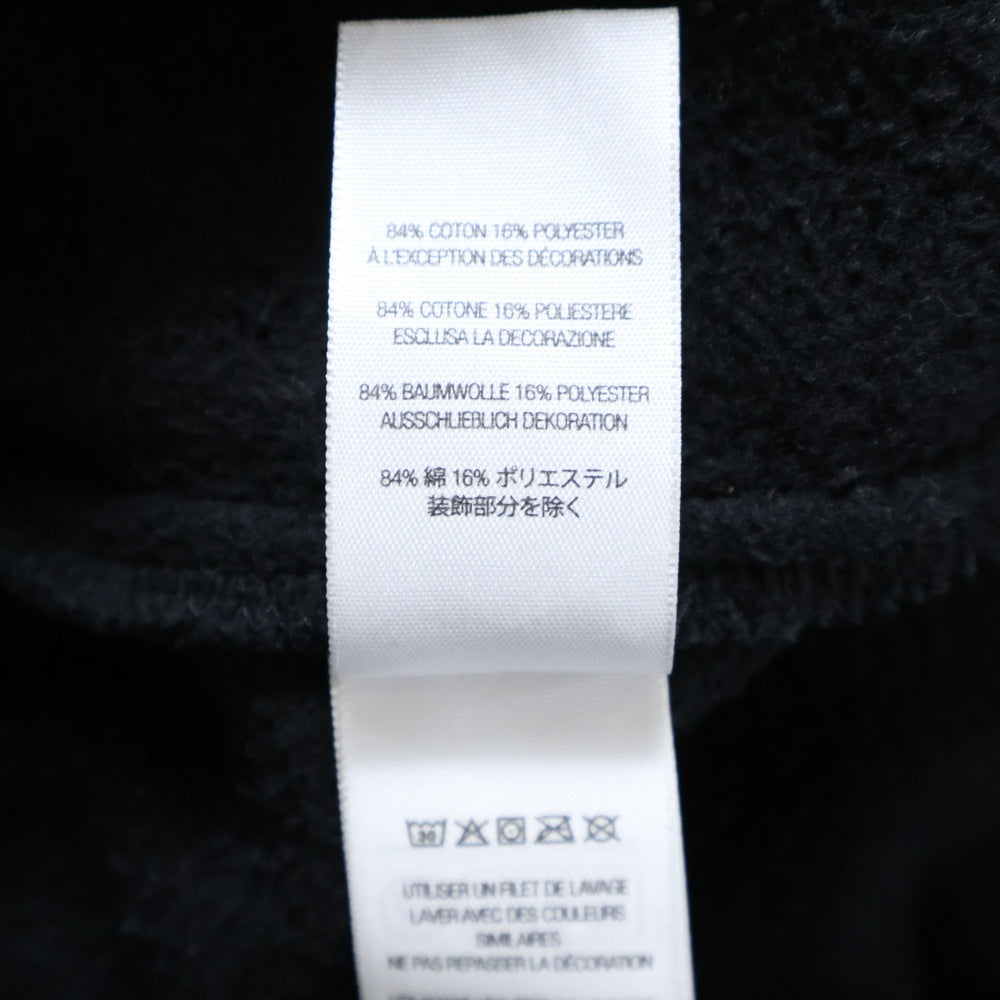 84% COTON 16% POLYESTER
À L'EXCEPTION DES DÉCORATIONS
84% COTONE 16% POLIESTERE
ESCLUSA LA DECORAZIONE
84% BAUMWOLLE 16% POLYESTER
AUSSCHLIEBLICH DEKORATION
84% 綿 16% ポリエステル
装飾部分を除く
30
UTILISER UN FILET DE LAVAGE
LAVER AVEC DES COULEURS
SIMILAIRES
NE PAS REPASSER LA DÉCORATION